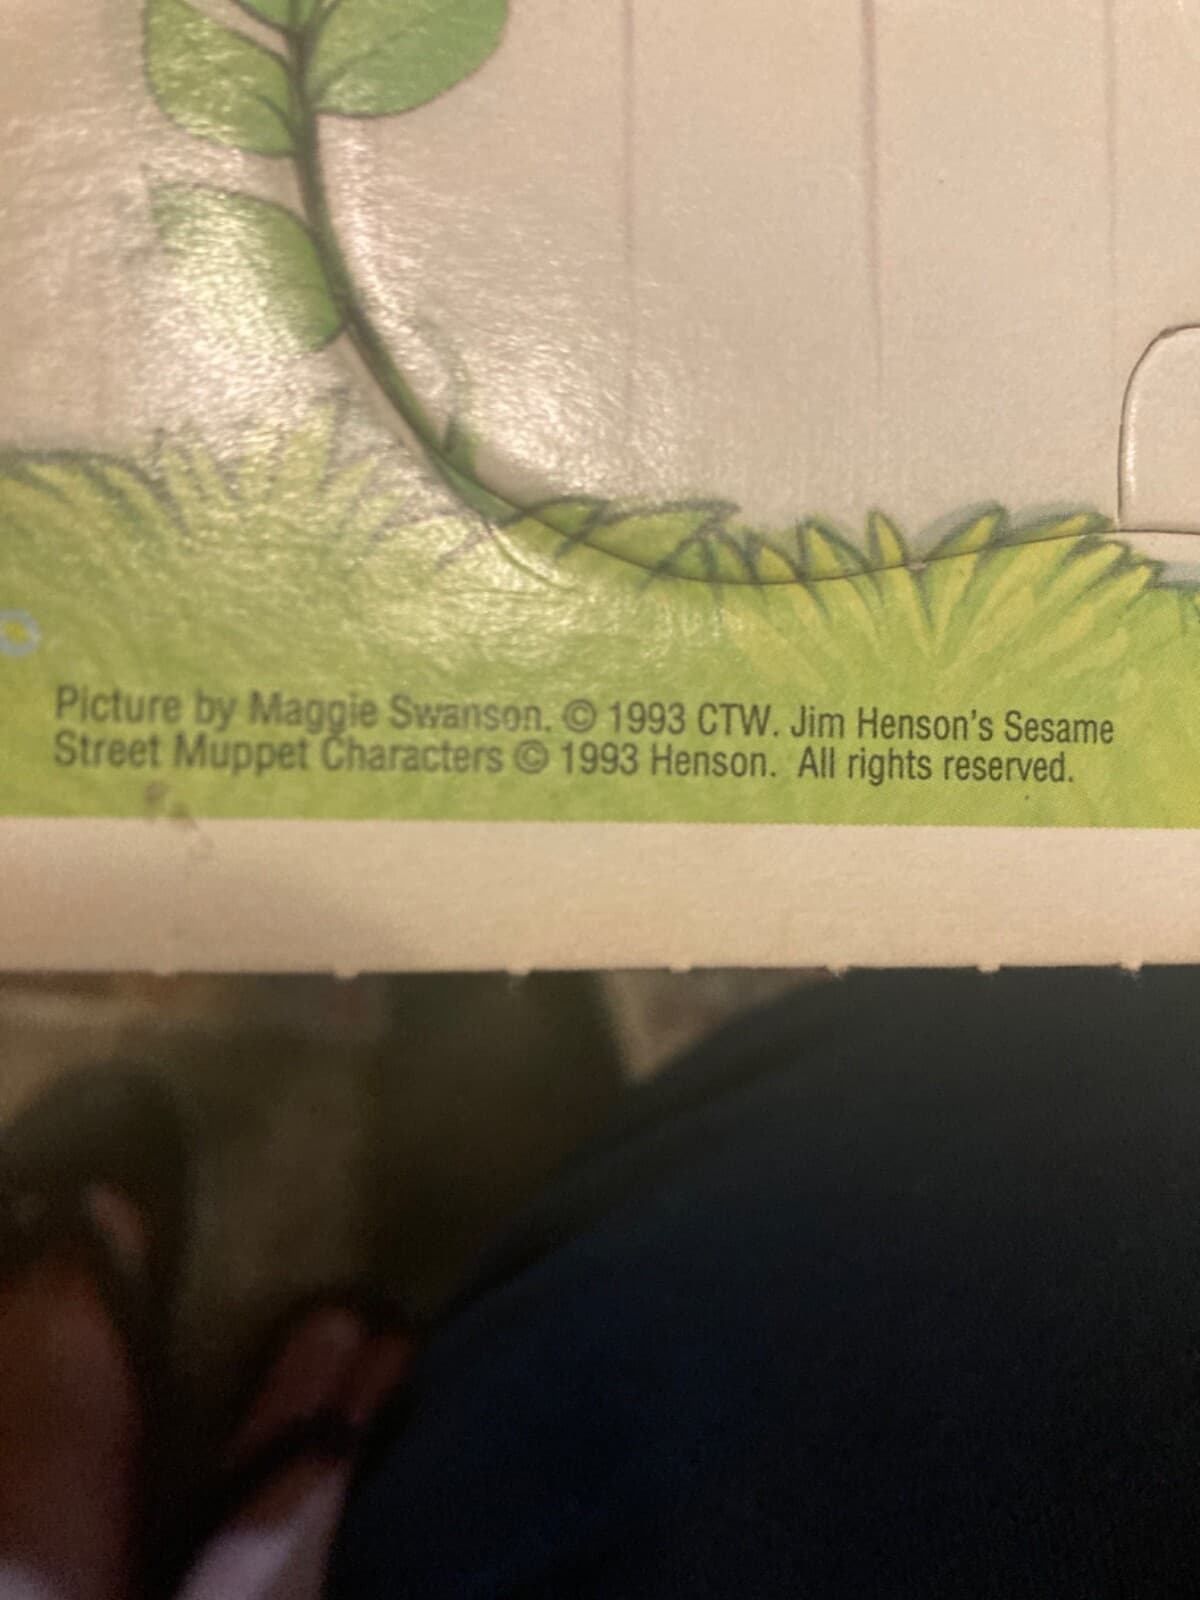 Picture by Maggie Swanson. © 1993 CTW. Jim Henson's Sesame
Street Muppet Characters © 1993 Henson. All rights reserved.